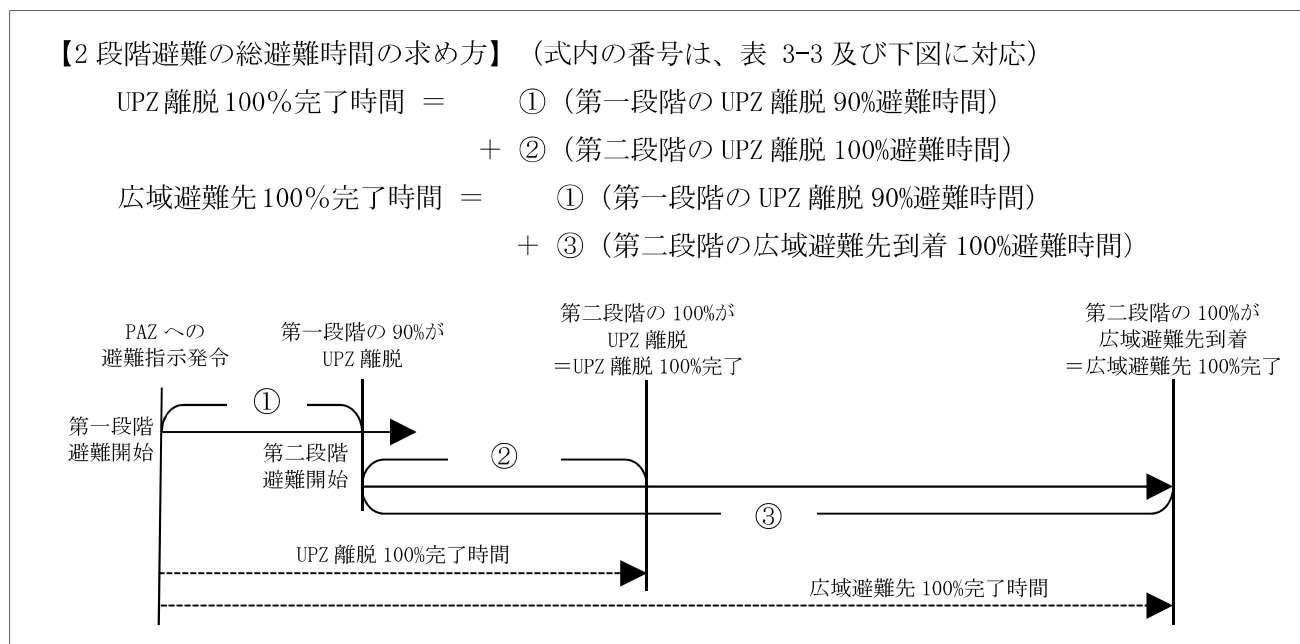 【2 段階避難の総避難時間の求め方】（式内の番号は、表 3-3 及び下図に対応）
UPZ 離脱 100％完了時間 ＝ ①（第一段階の UPZ 離脱 90%避難時間）
＋ ②（第二段階の UPZ 離脱 100%避難時間）
広域避難先 100％完了時間 ＝ ①（第一段階の UPZ 離脱 90%避難時間）
＋ ③（第二段階の広域避難先到着 100%避難時間）
PAZ への
避難指示発令
第一段階の 90%が
UPZ 離脱
第二段階の 100%が
UPZ 離脱
＝UPZ 離脱 100%完了
第二段階の 100%が
広域避難先到着
＝広域避難先 100%完了
①
第一段階
避難開始
第二段階
避難開始
②
③
UPZ 離脱 100%完了時間
広域避難先 100%完了時間